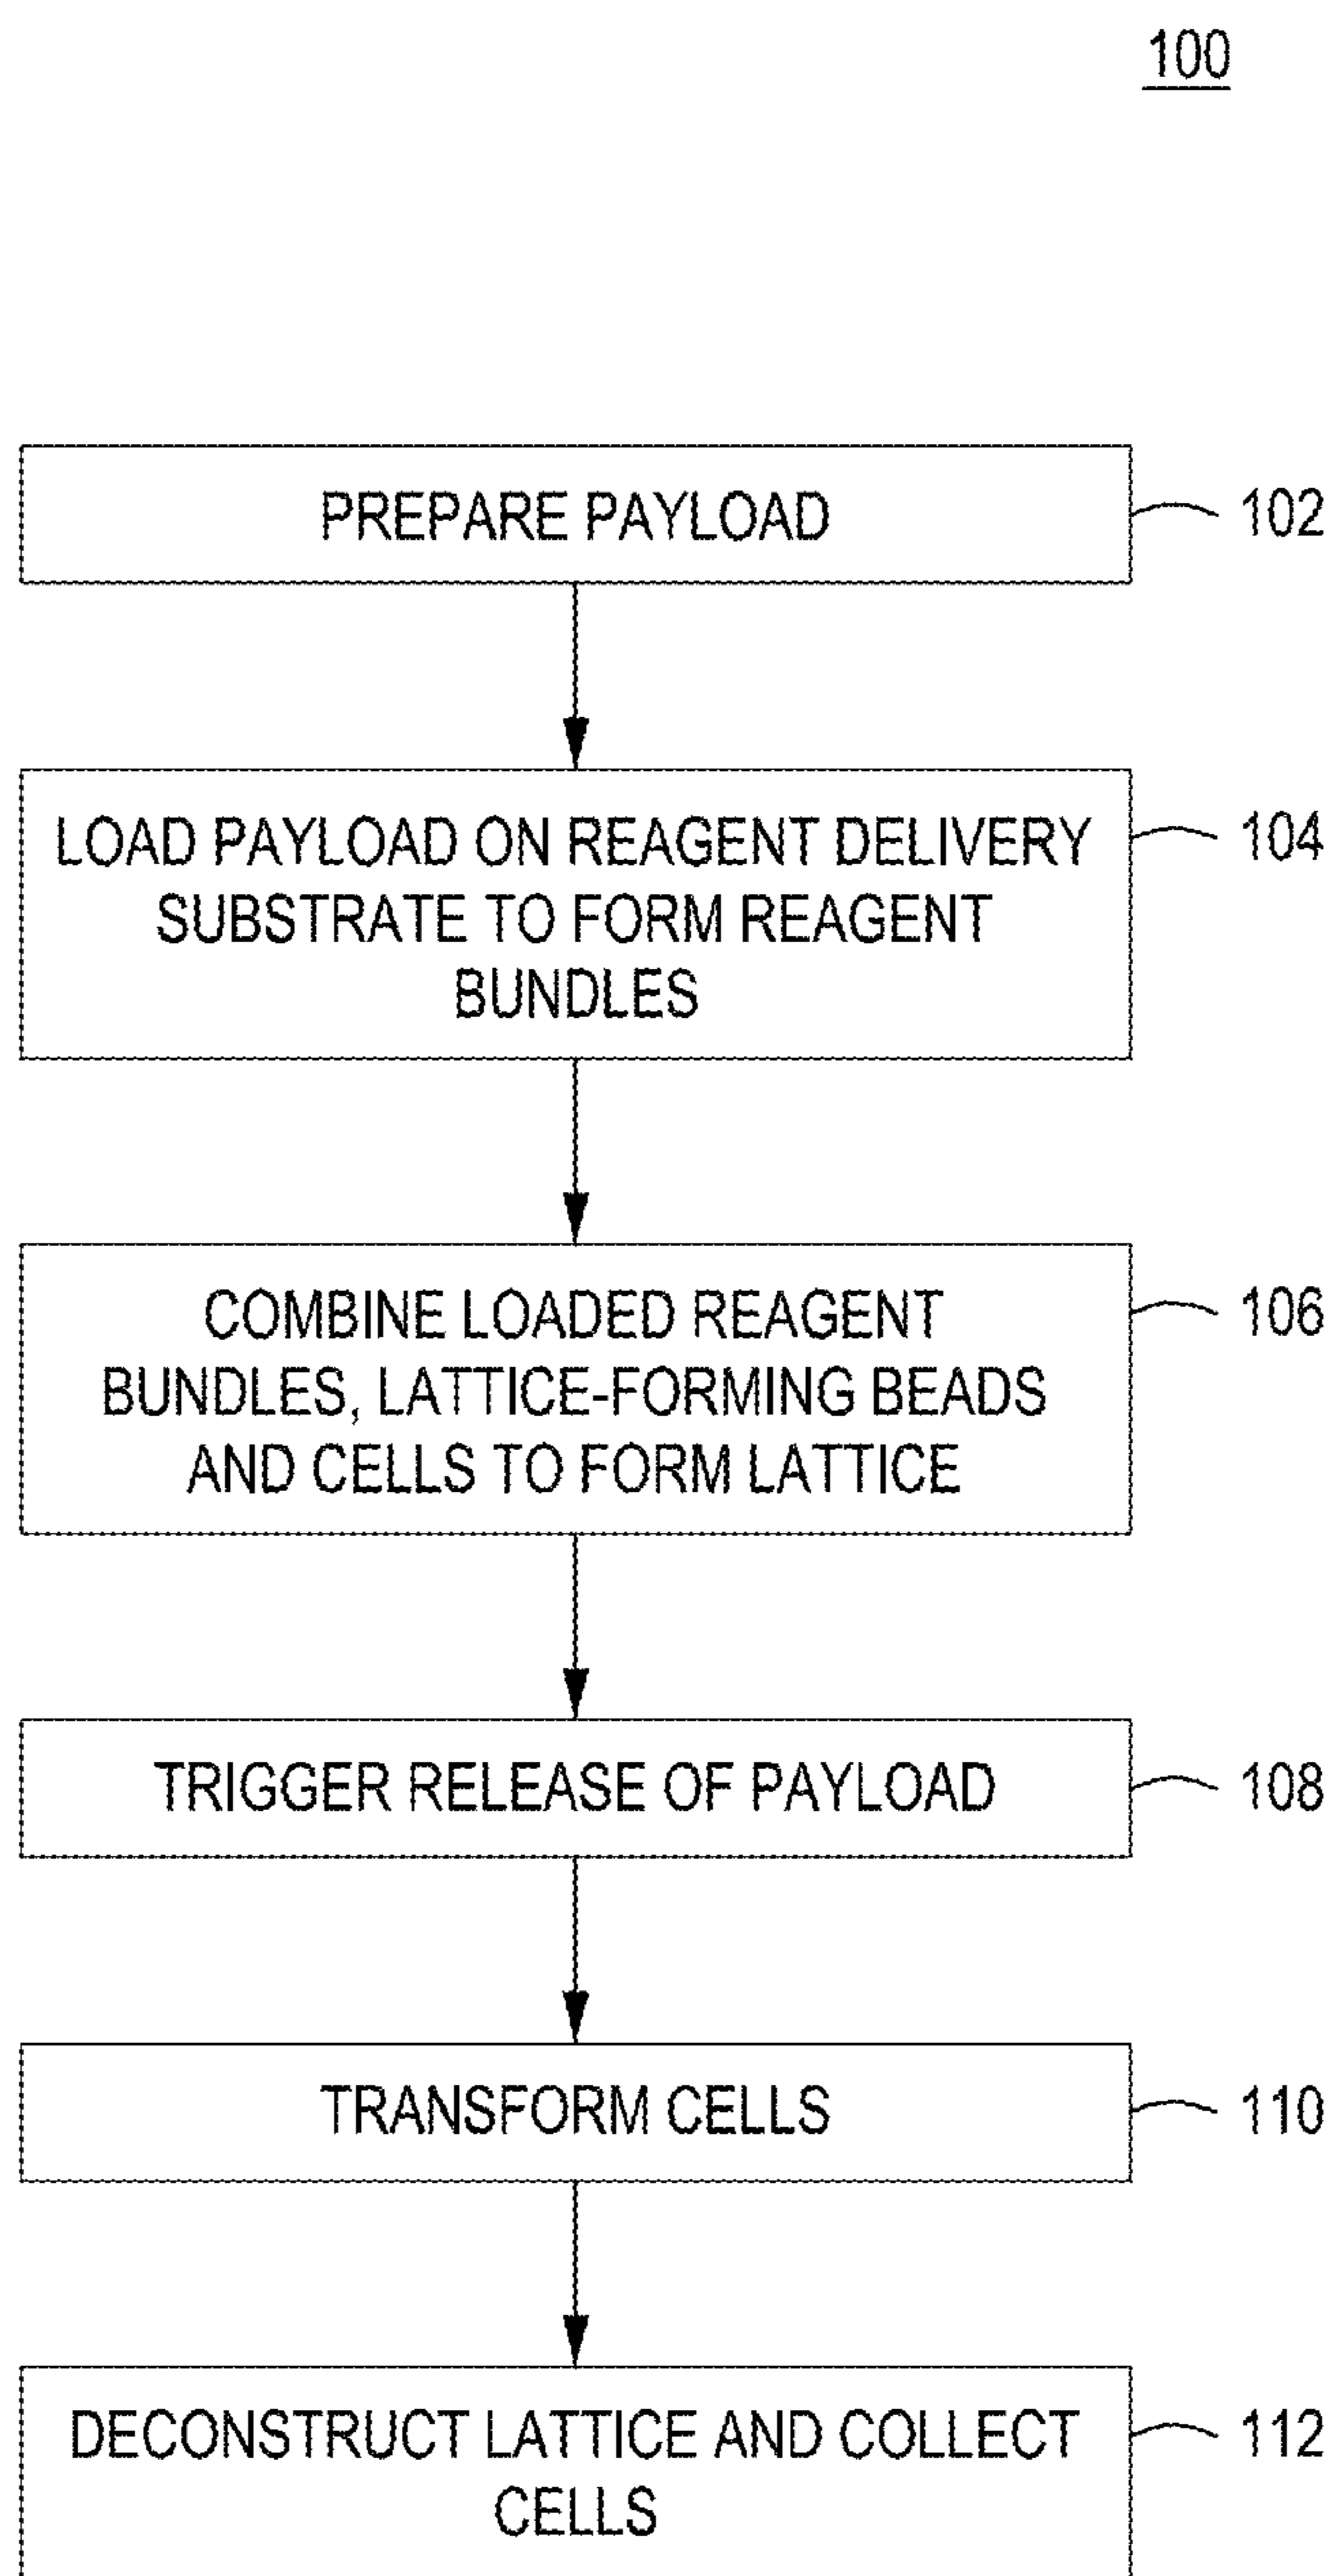 100
PREPARE PAYLOAD
102
LOAD PAYLOAD ON REAGENT DELIVERY
SUBSTRATE TO FORM REAGENT
BUNDLES
104
COMBINE LOADED REAGENT
BUNDLES, LATTICE-FORMING BEADS
AND CELLS TO FORM LATTICE
106
TRIGGER RELEASE OF PAYLOAD
108
TRANSFORM CELLS
110
DECONSTRUCT LATTICE AND COLLECT
CELLS
112